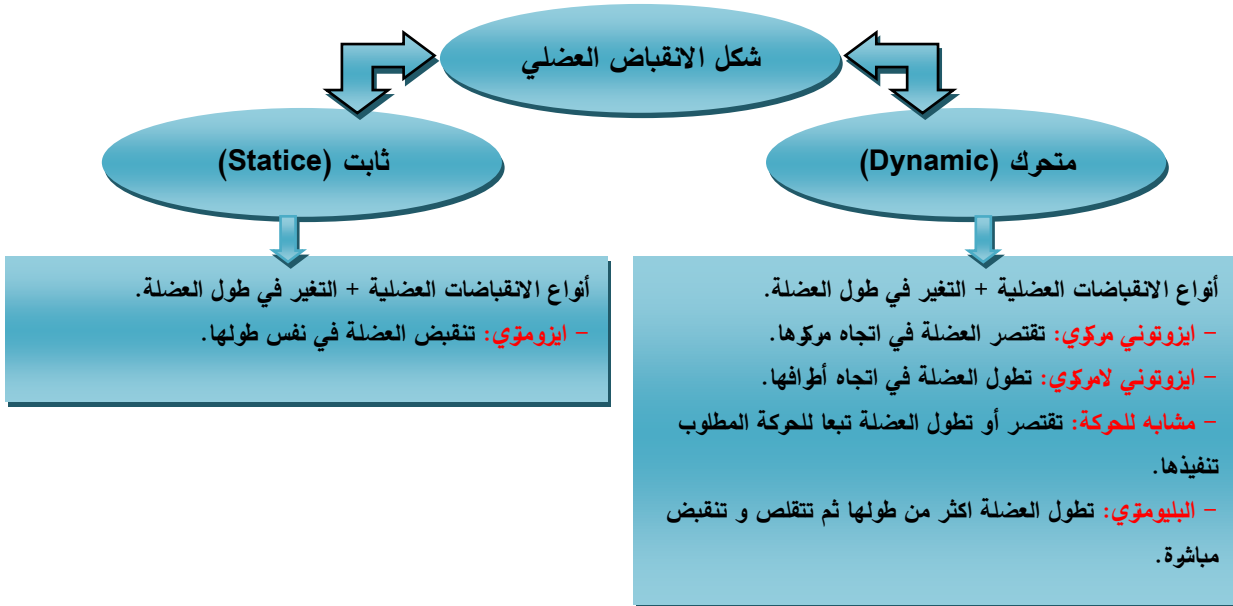 شكل الانقباض العضلي
متحرك (Dynamic)
أنواع الانقباضات العضلية + التغير في طول العضلة.
- ايزوتوني مركزي: تقتصر العضلة في اتجاه مركزها.
- ايزوتوني لامركزي: تطول العضلة في اتجاه أطرافها.
- مشابه للحركة: تقتصر أو تطول العضلة تبعا للحركة المطلوب
تنفيذها.
- البليومتري: تطول العضلة اكثر من طولها ثم تتقلص و تنقبض
مباشرة.
ثابت (Statice)
أنواع الانقباضات العضلية + التغير في طول العضلة.
- ايزومتري: تنقبض العضلة في نفس طولها.